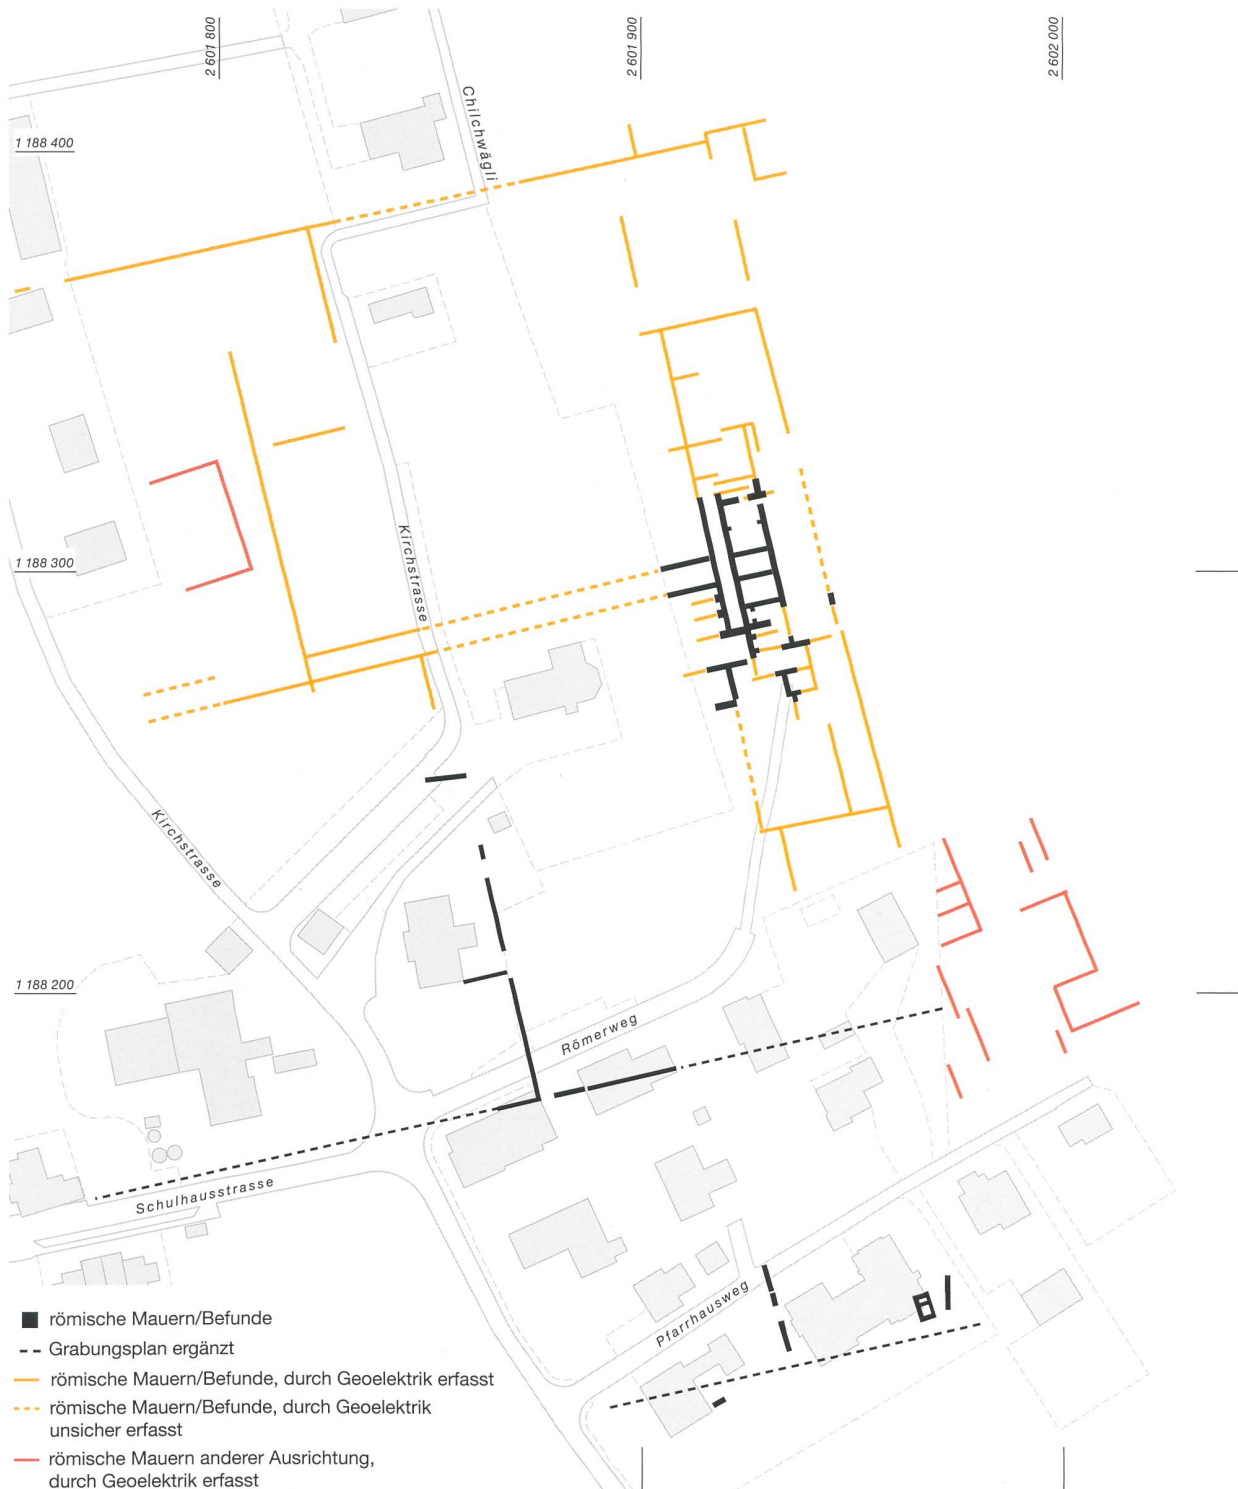 2 601 800
2 601 900
2 602 000
Chilchwägli
1 188 400
Kirchstrasse
1 188 300
Kirchstrasse
1 188 200
Römerweg
Schulhausstrasse
Pfarrhausweg
römische Mauern/Befunde
Grabungsplan ergänzt
römische Mauern/Befunde, durch Geoelektrik erfasst
römische Mauern/Befunde, durch Geoelektrik
unsicher erfasst
römische Mauern anderer Ausrichtung,
durch Geoelektrik erfasst